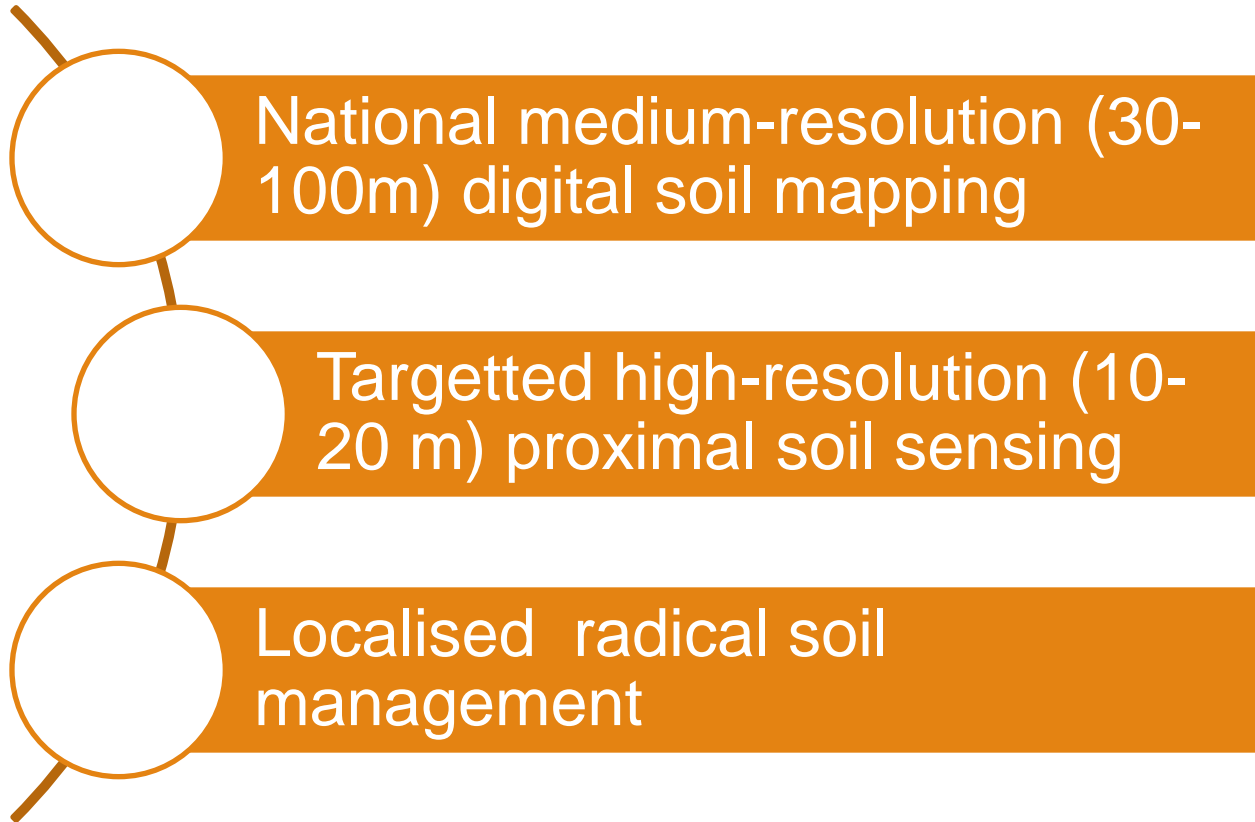 National medium-resolution (30-
100m) digital soil mapping
Targetted high-resolution (10-
20 m) proximal soil sensing
Localised  radical soil
management